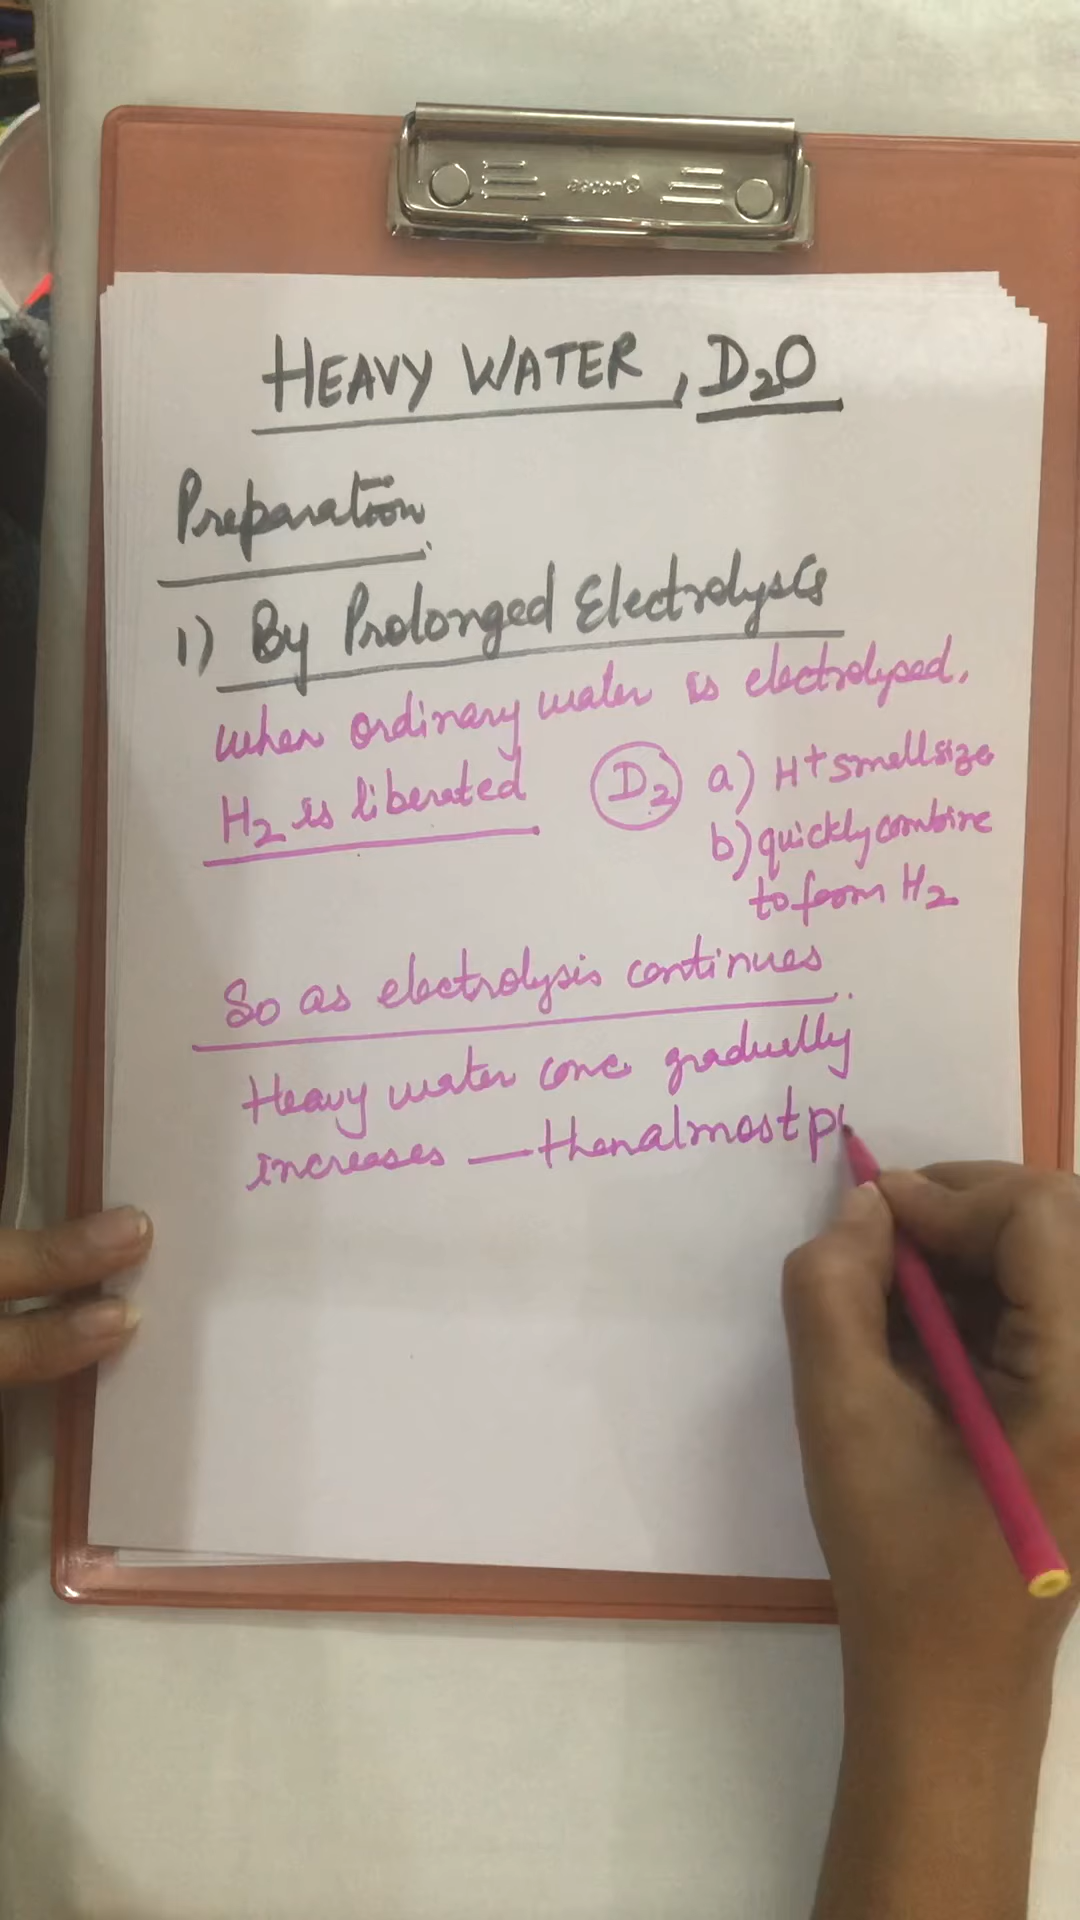 HEAVY WATER, D2O
Preparation
1) By Prolonged Electrolysis
when ordinary water is electrolysed,
H2 is liberated
D2
a) H+ small size
b) quickly combine
to form H2
So as electrolysis continues
Heavy water conc gradually
increases — then almost p